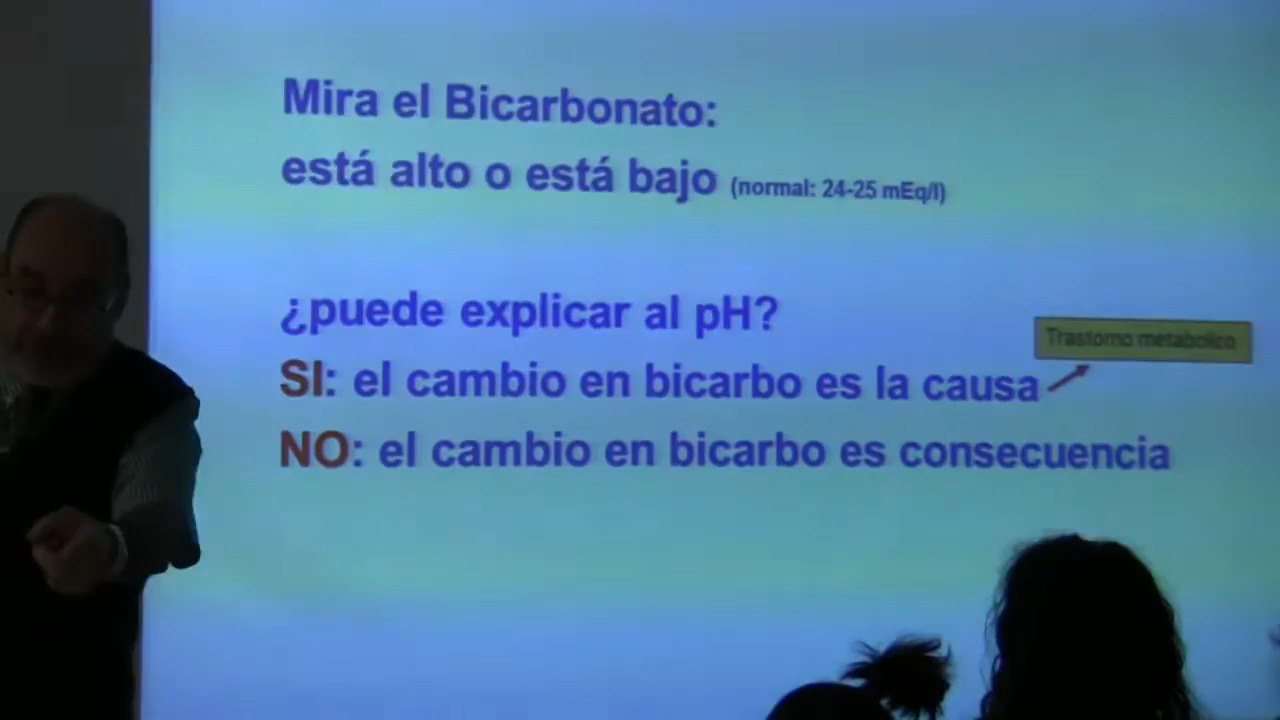 Mira el Bicarbonato:
está alto o está bajo (normal: 24-25 mEq/l)
¿puede explicar al pH?
Trastorno metabolico
SI: el cambio en bicarbo es la causa
NO: el cambio en bicarbo es consecuencia